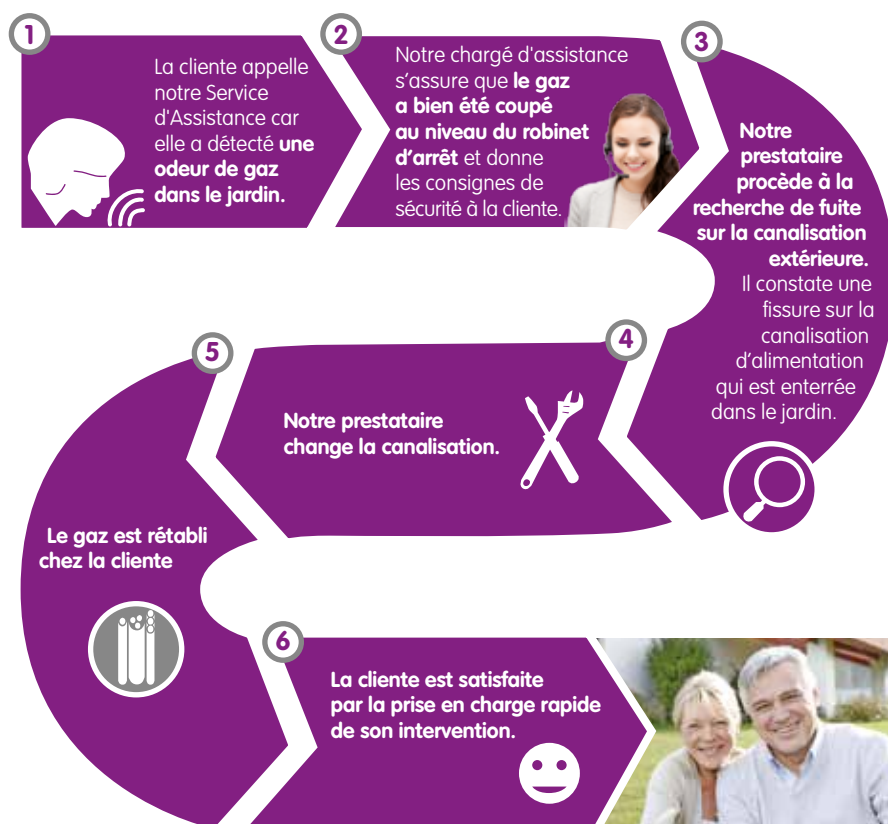 1
La cliente appelle
notre Service
d'Assistance car
elle a détecté une
odeur de gaz
dans le jardin.
2
Notre chargé d'assistance
s'assure que le gaz
a bien été coupé
au niveau du robinet
d'arrêt et donne
les consignes de
sécurité à la cliente.
3
Notre
prestataire
procède à la
recherche de fuite
sur la canalisation
extérieure.
Il constate une
fissure sur la
canalisation
d'alimentation
qui est enterrée
dans le jardin.
4
Notre prestataire
change la canalisation.
5
Le gaz est rétabli
chez la cliente
6
La cliente est satisfaite
par la prise en charge rapide
de son intervention.